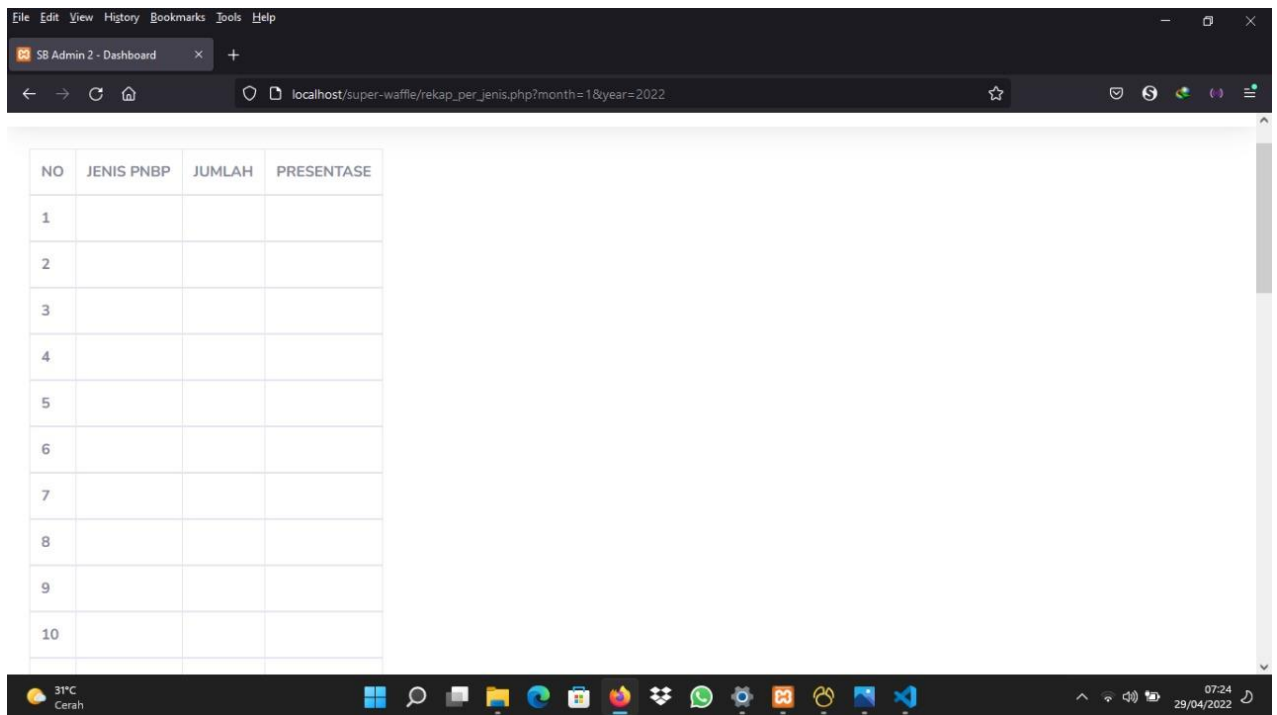 File Edit View History Bookmarks Tools Help
SB Admin 2 - Dashboard
localhost/super-waffle/rekap_per_jenis.php?month=1&year=2022
NO JENIS PNBP JUMLAH PRESENTASE
1
2
3
4
5
6
7
8
9
10
31°C
Cerah
07:24
29/04/2022